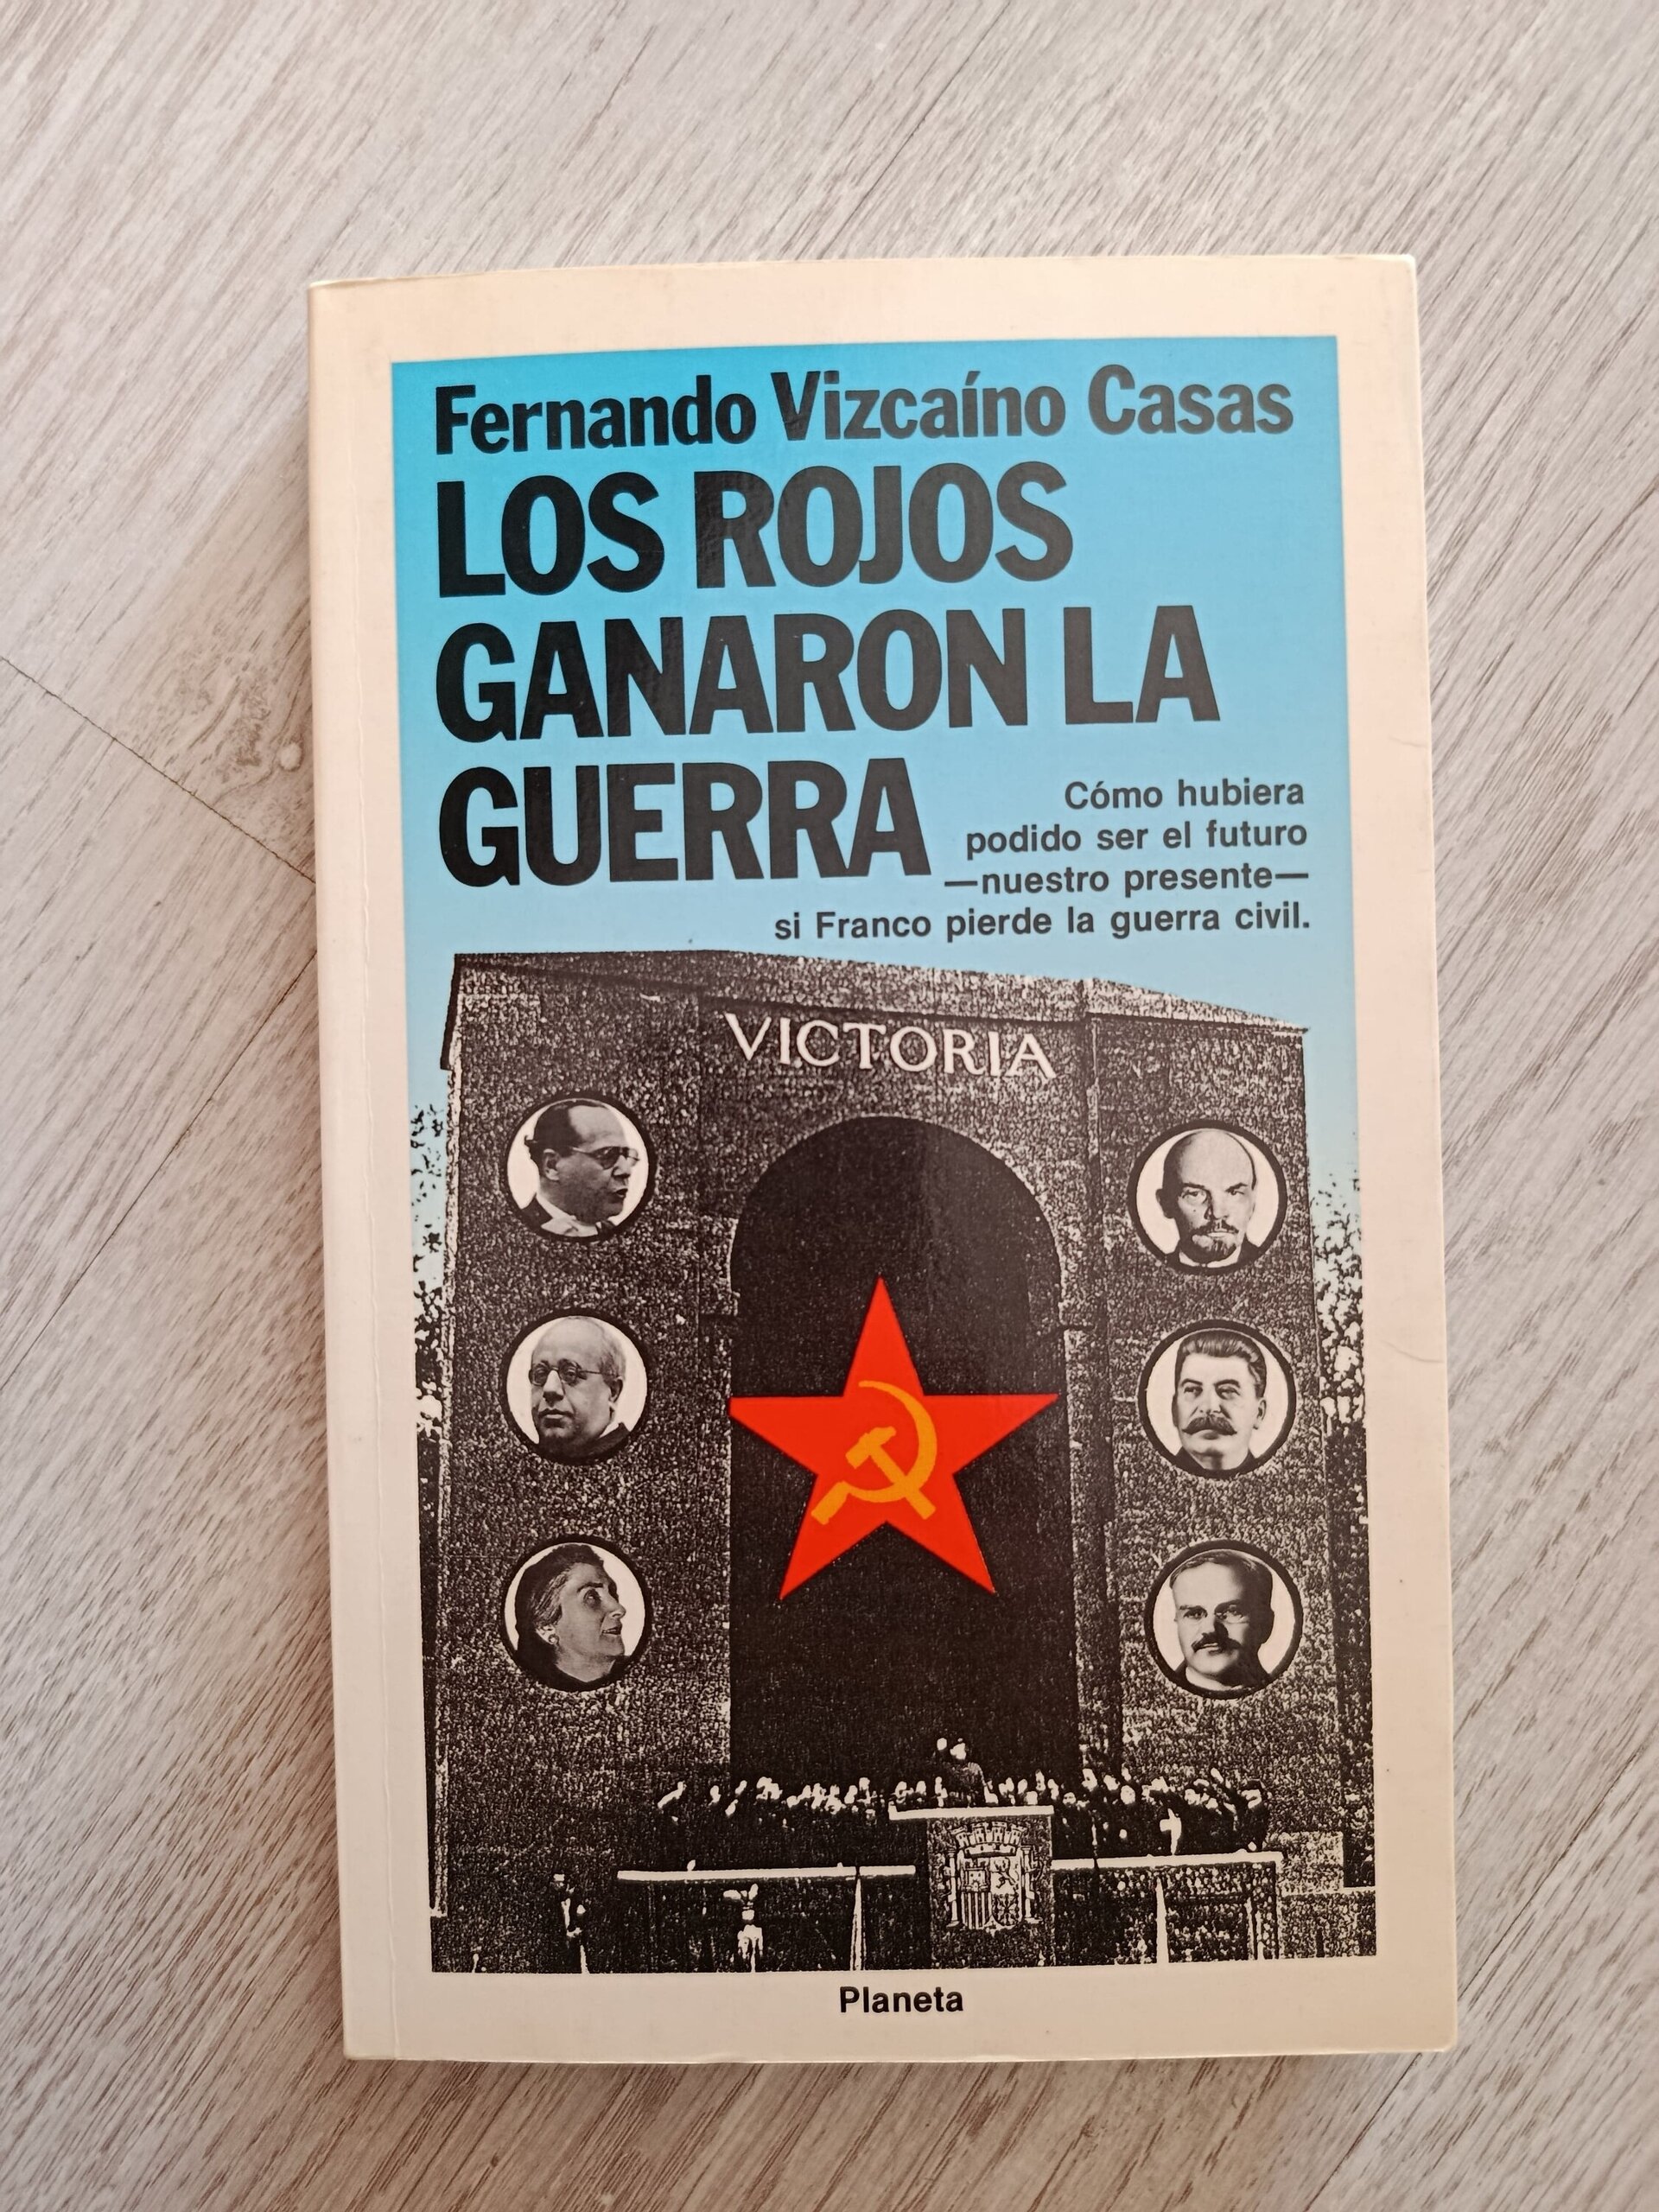 Fernando Vizcaíno Casas
LOS ROJOS
GANARON LA
GUERRA
Cómo hubiera
podido ser el futuro
—nuestro presente—
si Franco pierde la guerra civil.
VICTORIA
Planeta